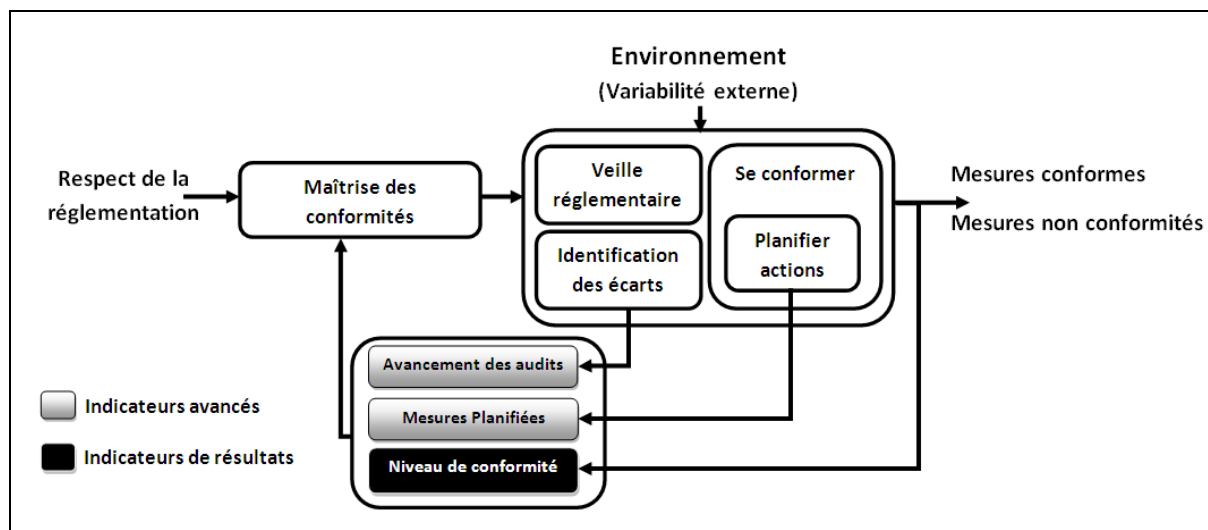 Environnement
(Variabilité externe)
Respect de la
réglementation
Maîtrise des
conformités
Veille
réglementaire
Identification
des écarts
Se conformer
Planifier
actions
Mesures conformes
Mesures non conformités
Avancement des audits
Mesures Planifiées
Niveau de conformité
Indicateurs avancés
Indicateurs de résultats